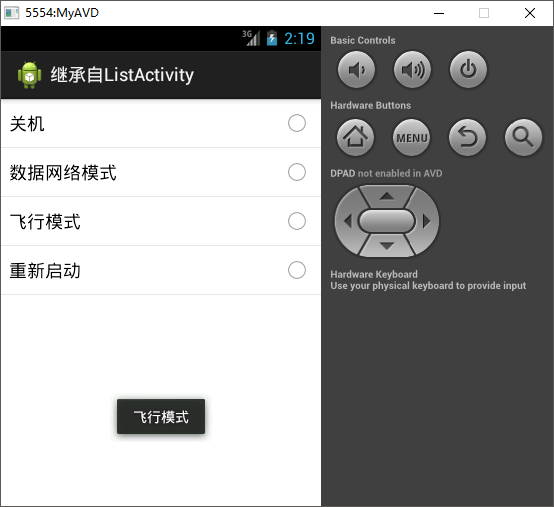 5554:MyAVD
3G 2:19
继承自ListActivity
关机
数据网络模式
飞行模式
重新启动
飞行模式
Basic Controls
Hardware Buttons
MENU
DPAD not enabled in AVD
Hardware Keyboard
Use your physical keyboard to provide input